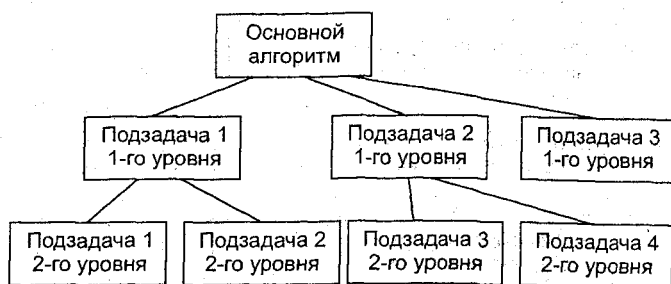 Основной
алгоритм
Подзадача 1
1-го уровня
Подзадача 2
1-го уровня
Подзадача 3
1-го уровня
Подзадача 1
2-го уровня
Подзадача 2
2-го уровня
Подзадача 3
2-го уровня
Подзадача 4
2-го уровня